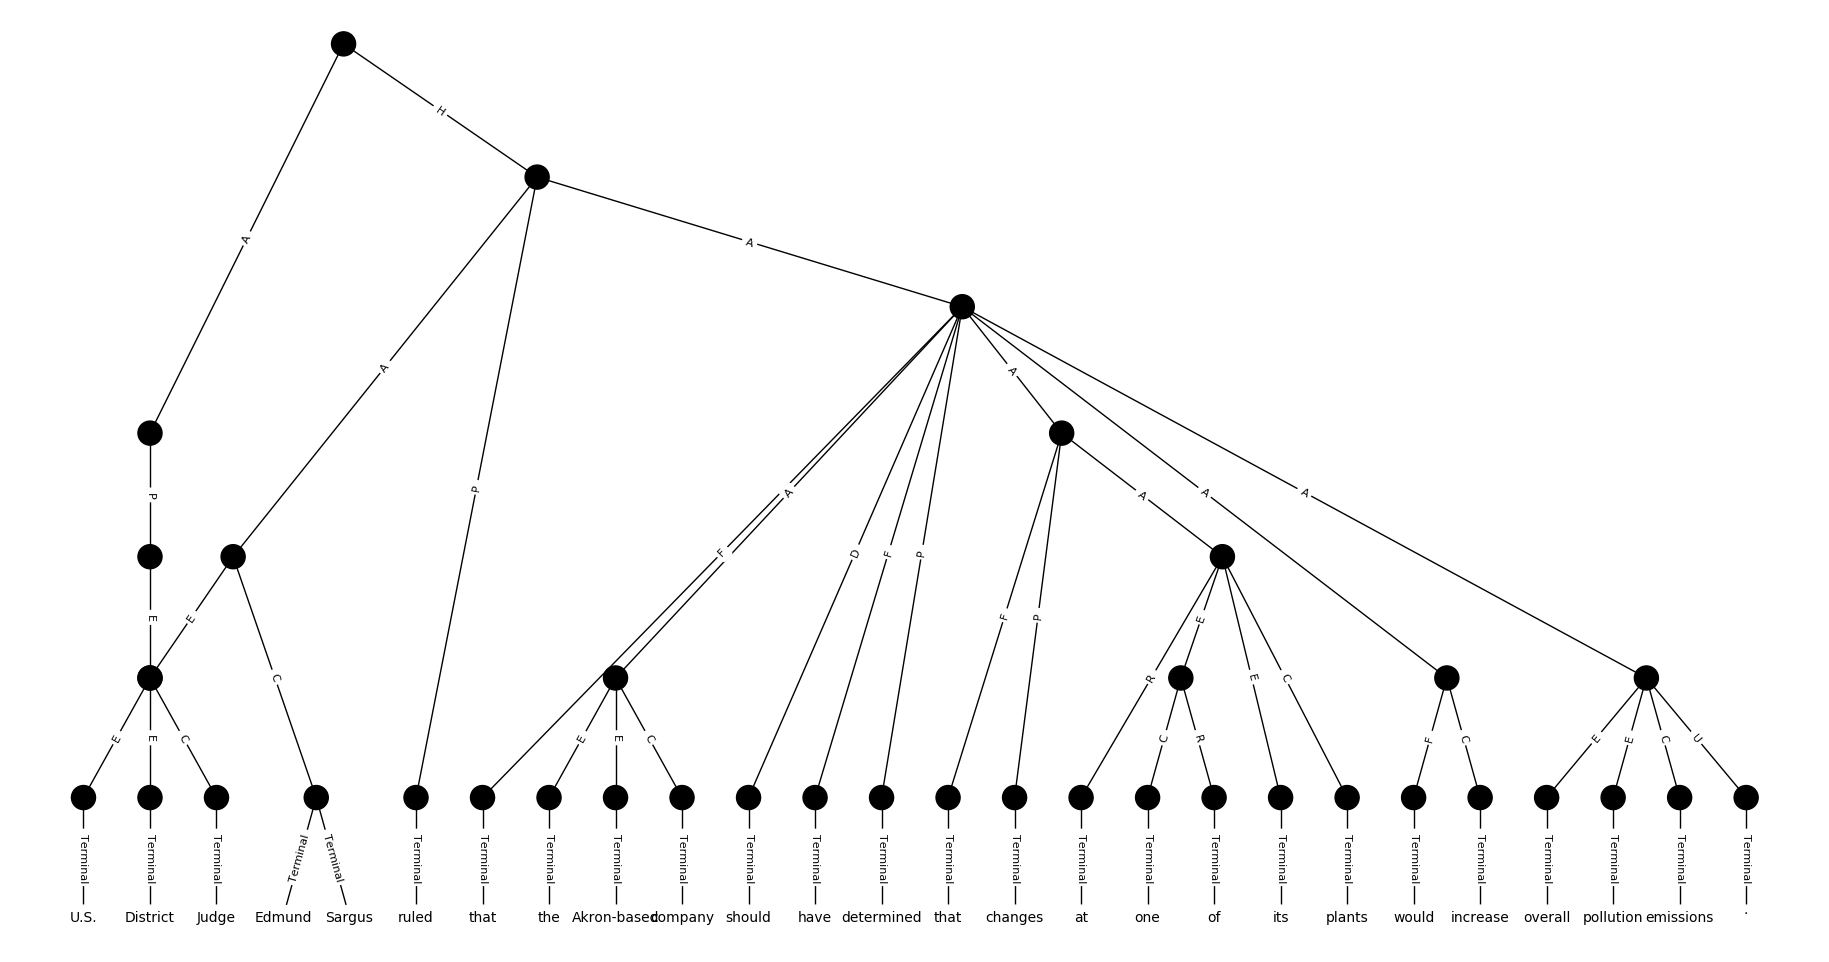 H
A
A
A
A
P
A
A
A
A
P
F
D
F
P
E
E
F
P
E
C
R
E
C
E
E
C
E
E
C
C
R
F
C
E
E
C
U
Terminal Terminal Terminal Terminal Terminal Terminal Terminal Terminal Terminal Terminal Terminal Terminal Terminal Terminal Terminal Terminal Terminal Terminal Terminal Terminal Terminal Terminal Terminal Terminal Terminal Terminal
U.S. District Judge Edmund Sargus ruled that the Akron-based company should have determined that changes at one of its plants would increase overall pollution emissions .